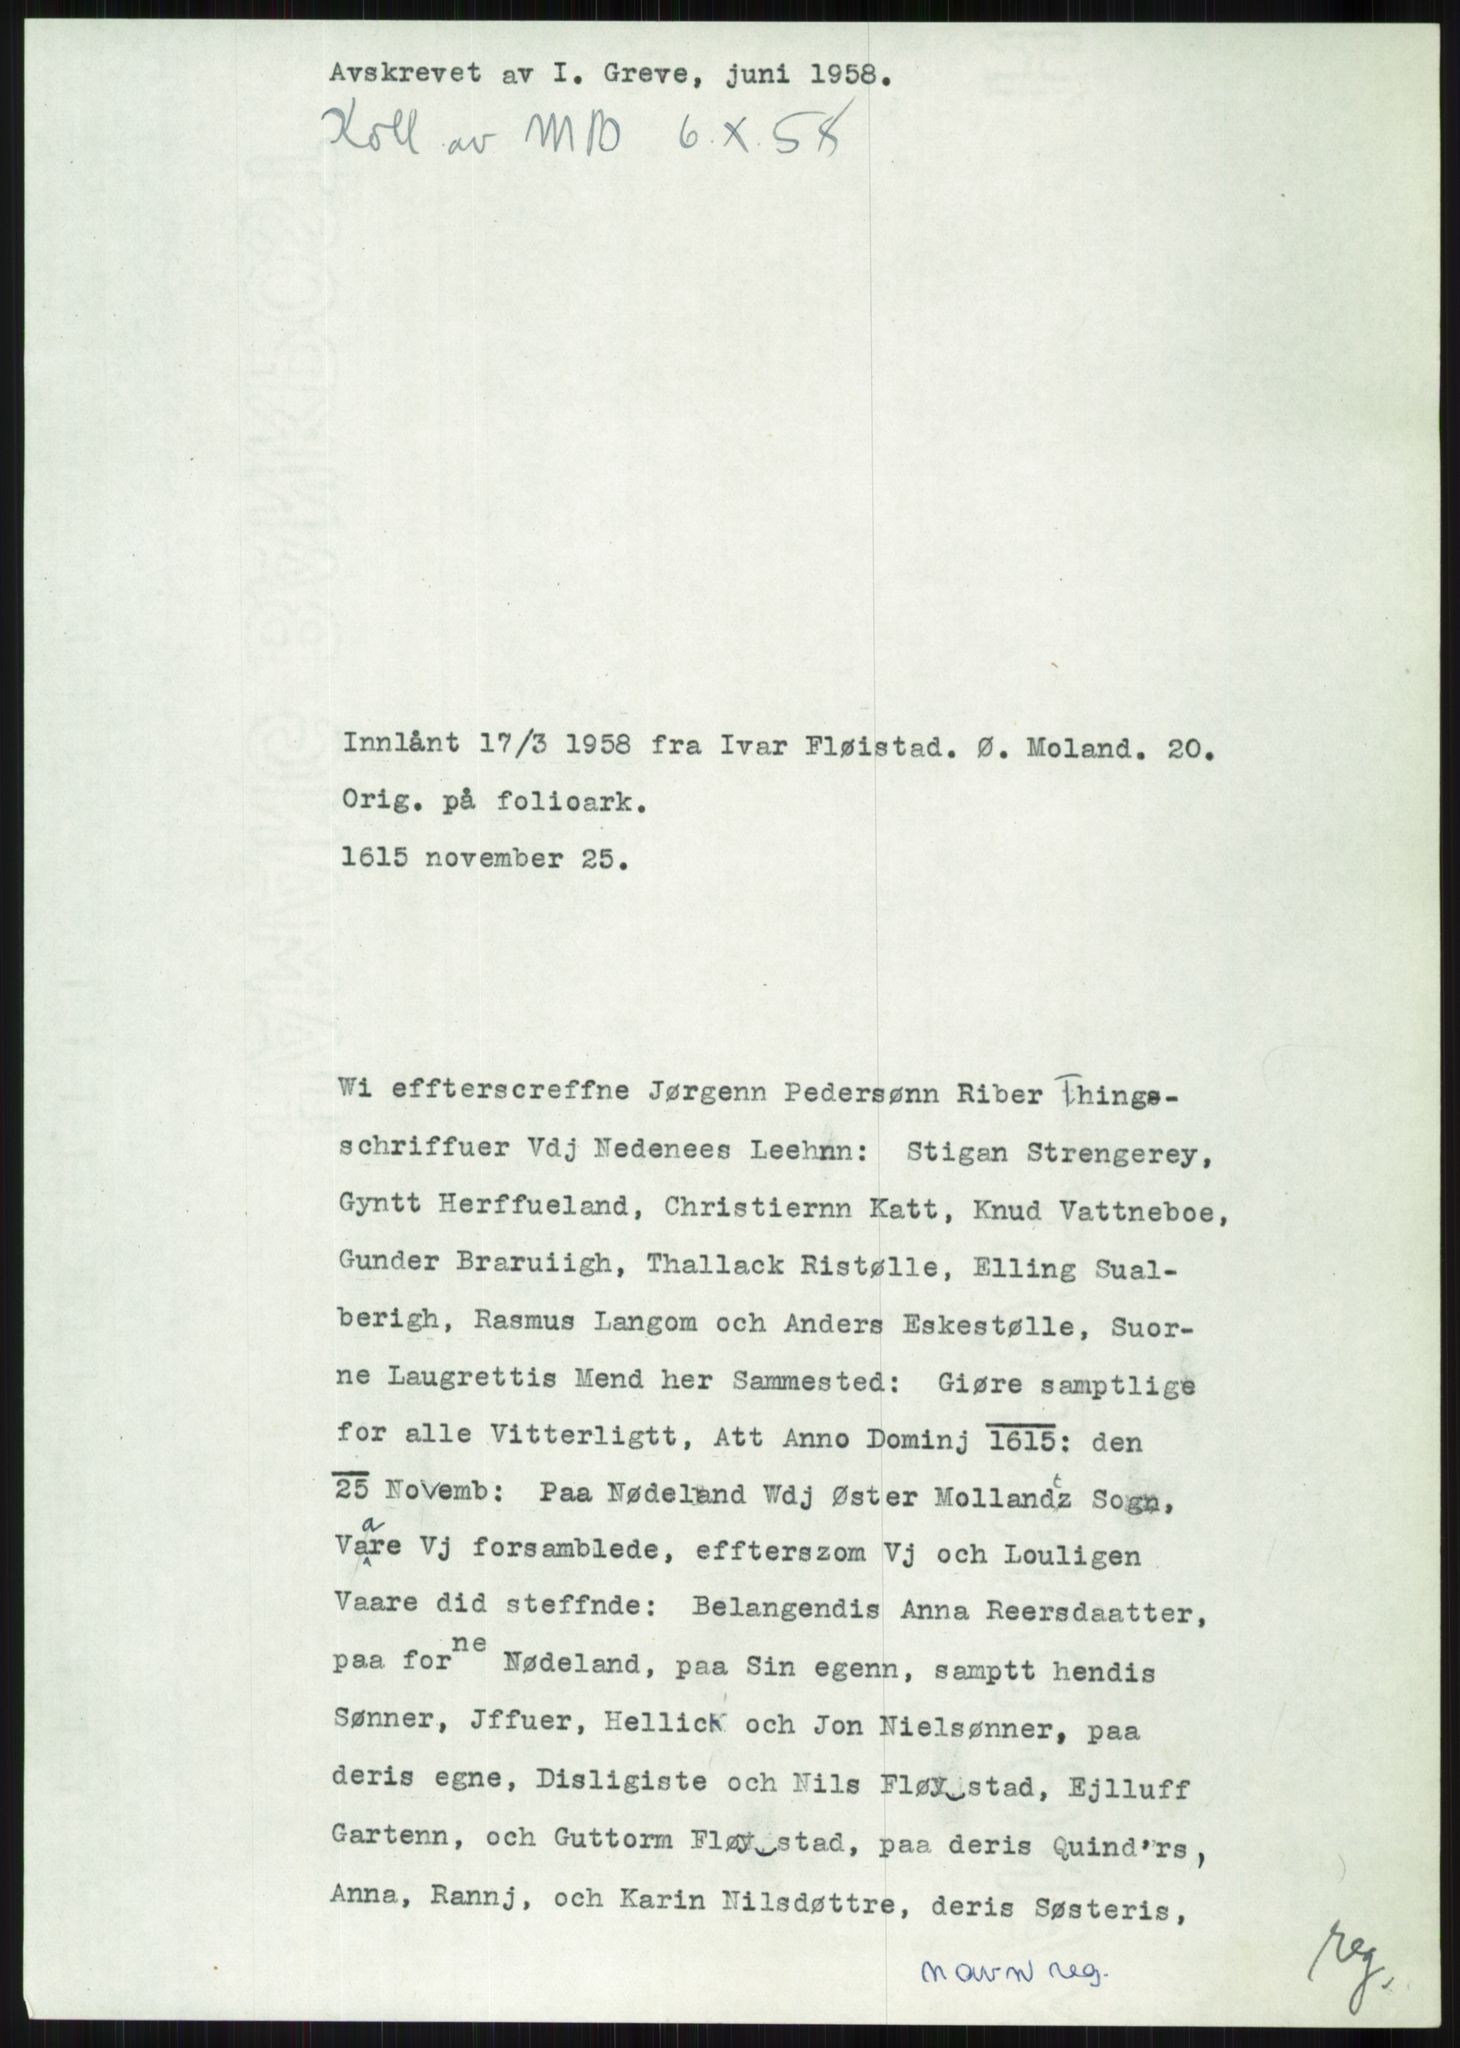 Avskrevet av I. Greve, juni 1958.
Koll av MB 6.X.58
Innlånt 17/3 1958 fra Ivar Fløistad. Ø. Moland. 20.
Orig. på folioark.
1615 november 25.
Wi effterscreffne Jørgenn Pedersønn Riber Things-
schriffuer Vdj Nedenees Leehnn: Stigan Strengerey,
Gyntt Herffueland, Christiernn Katt, Knud Vattneboe,
Gunder Braruiigh, Thallack Ristølle, Elling Sual-
berigh, Rasmus Langom och Anders Eskestølle, Suor-
ne Laugrettis Mend her Sammested: Giøre samptlige
for alle Vitterligtt, Att Anno Dominj 1615: den
25 Novemb: Paa Nødeland Wdj Øster Mollandtz Sogn,
Vaare Vj forsamblede, effterszom Vj och Louligen
Vaare did steffnde: Belangendis Anna Reersdaatter,
paa forne Nødeland, paa Sin egenn, samptt hendis
Sønner, Jffuer, Hellick och Jon Nielsønner, paa
deris egne, Disligiste och Nils Fløystad, Ejlluff
Gartenn, och Guttorm Fløystad, paa deris Quind'rs,
Anna, Rannj, och Karin Nilsdøttre, deris Søsteris,
navn reg.
reg.